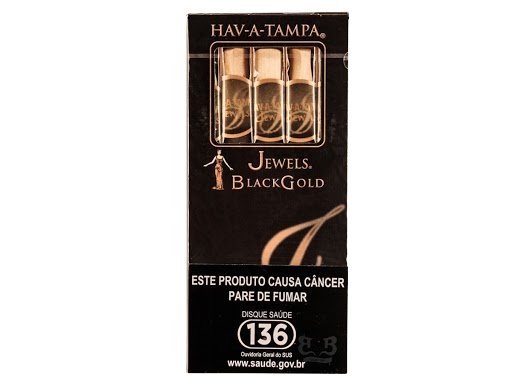 HAV-A-TAMPA®
JEWELS®
BLACKGOLD
ESTE PRODUTO CAUSA CÂNCER
PARE DE FUMAR
DISQUE SAÚDE
136
Ouvidoria Geral do SUS
www.saude.gov.br